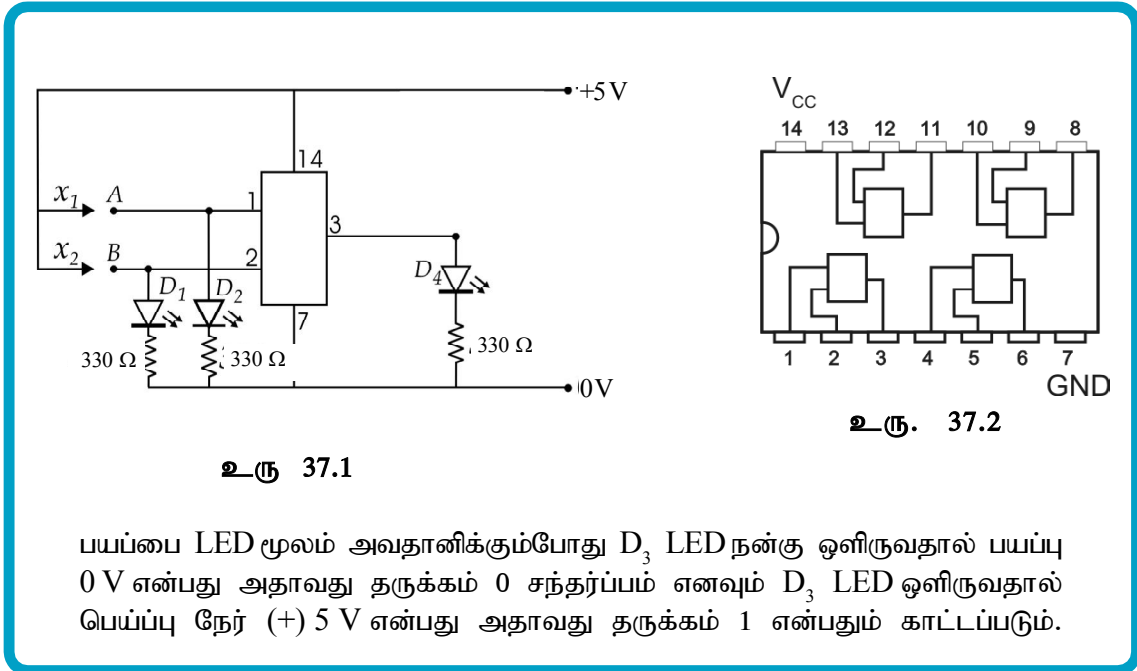 +5 V
14
x₁ A 1
3
x₂ B 2
D₁ D₂ D₄
7
330 Ω 330 Ω 330 Ω
0V
உரு 37.1
V_CC
14 13 12 11 10 9 8
1 2 3 4 5 6 7
GND
உரு. 37.2
பயப்பை LED மூலம் அவதானிக்கும்போது D₃ LED நன்கு ஒளிருவதால் பயப்பு
0 V என்பது அதாவது தருக்கம் 0 சந்தர்ப்பம் எனவும் D₃ LED ஒளிருவதால்
பெய்ப்பு நேர் (+) 5 V என்பது அதாவது தருக்கம் 1 என்பதும் காட்டப்படும்.